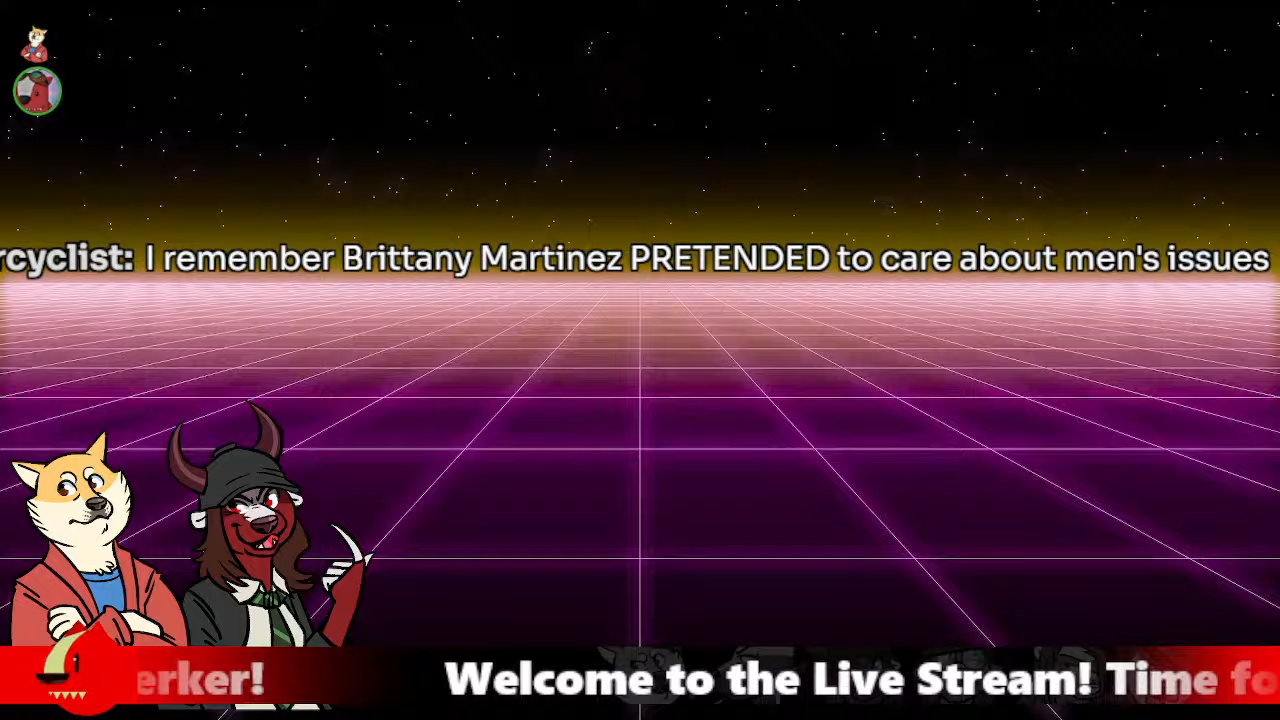 rcyclist: I remember Brittany Martinez PRETENDED to care about men's issues
erker! Welcome to the Live Stream! Time fo